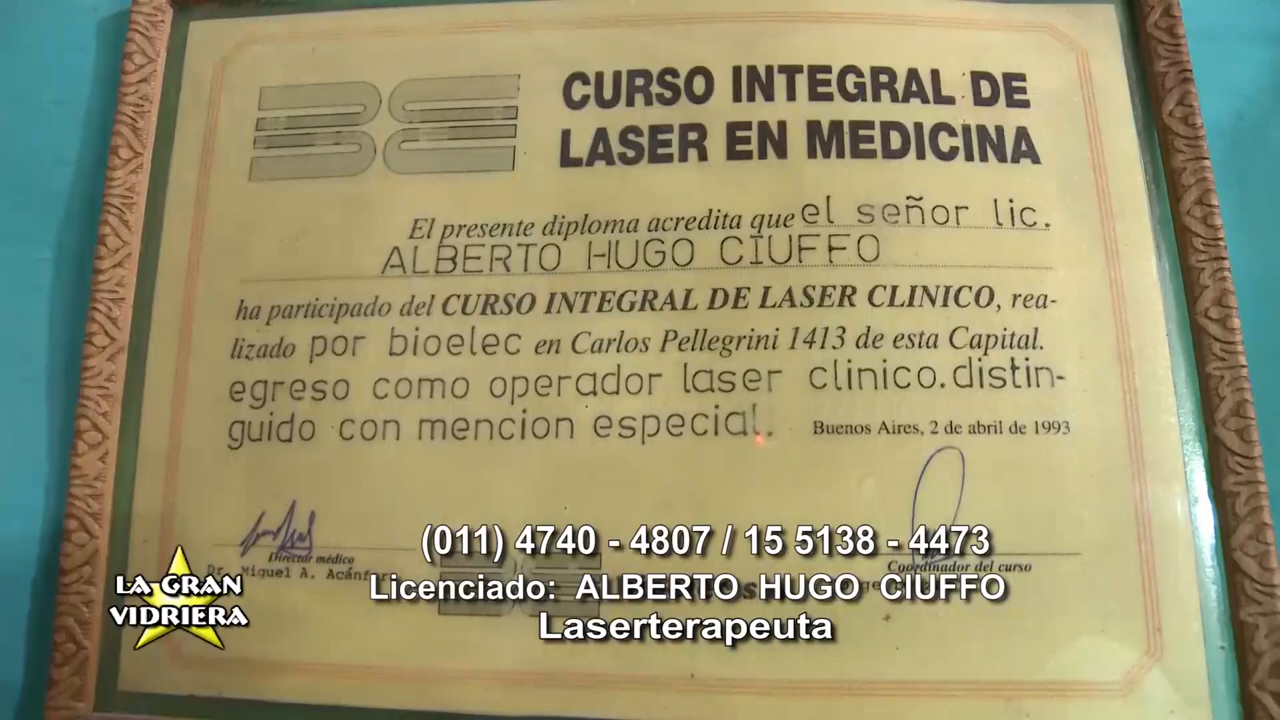 CURSO INTEGRAL DE
LASER EN MEDICINA
El presente diploma acredita que el señor lic.
ALBERTO HUGO CIUFFO
ha participado del CURSO INTEGRAL DE LASER CLINICO, rea-
lizado por bioelec en Carlos Pellegrini 1413 de esta Capital.
egreso como operador laser clinico.distin-
guido con mencion especial.
Buenos Aires, 2 de abril de 1993
Director médico
Dr. Miguel A.
Coordinador del curso
(011) 4740 - 4807 / 15 5138 - 4473
Licenciado: ALBERTO HUGO CIUFFO
Laserterapeuta
LA GRAN
VIDRIERA